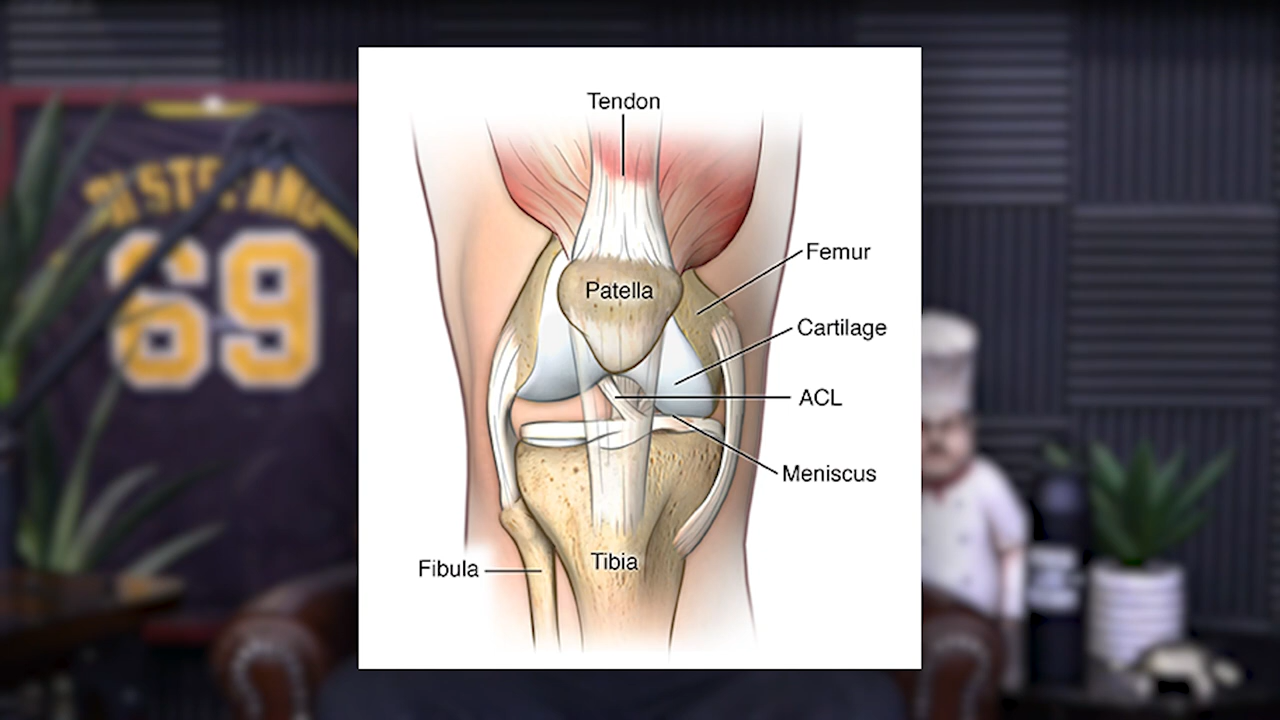 Tendon
Femur
Patella
Cartilage
ACL
Meniscus
Tibia
Fibula
69